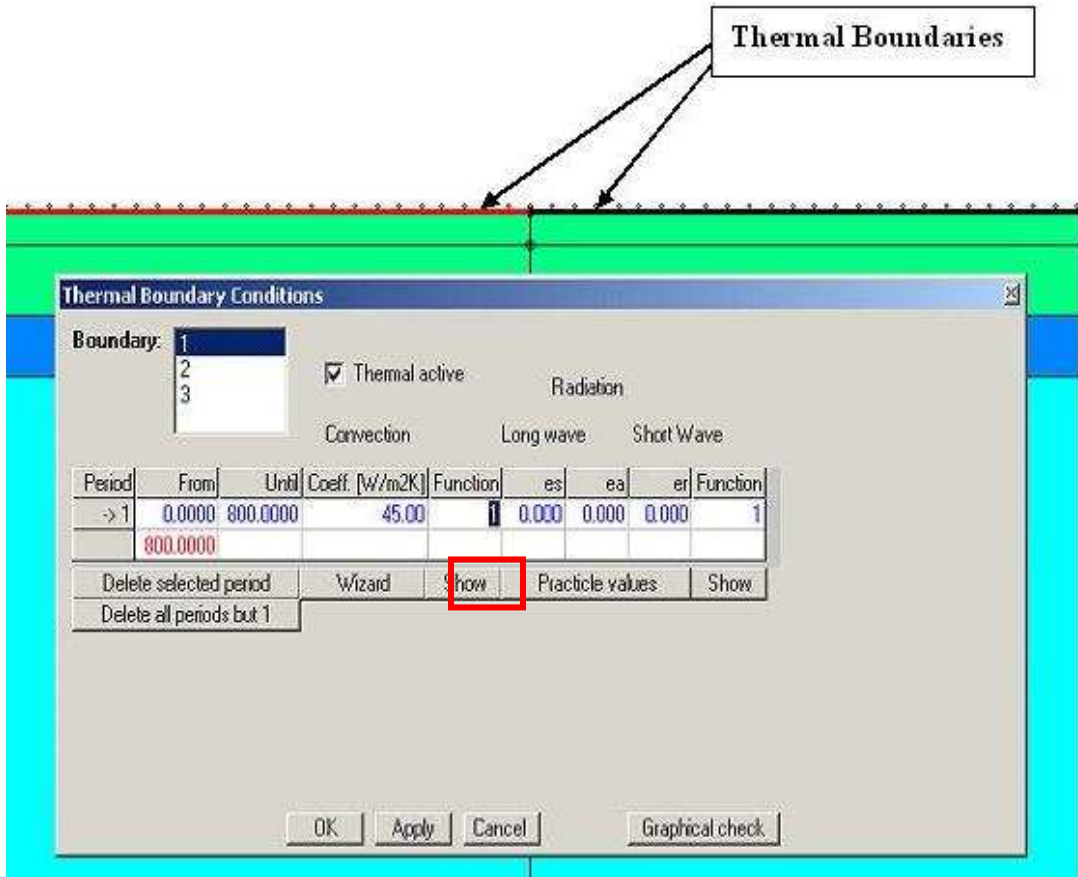 Thermal Boundaries
Thermal Boundary Conditions
Boundary: 1
2
3
Thermal active
Radiation
Convection Long wave Short Wave
Period From Until Coeff. [W/m2K] Function es ea er Function
-> 1 0.0000 800.0000 45.00 1 0.000 0.000 0.000 1
800.0000
Delete selected period Wizard Show Practicle values Show
Delete all periods but 1
OK Apply Cancel Graphical check